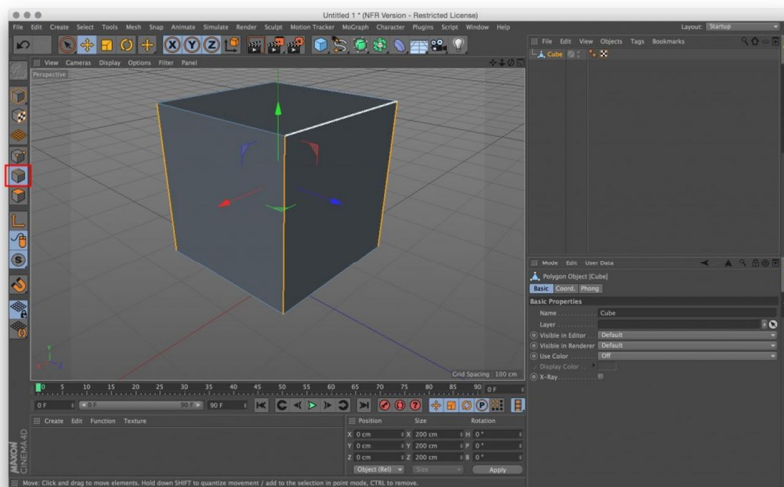 Untitled 1 * (NFR Version - Restricted License)
File Edit Create Select Tools Mesh Snap Animate Simulate Render Sculpt Motion Tracker MoGraph Character Plugins Script Window Help
Layout: Startup
View Cameras Display Options Filter Panel
Perspective
Grid Spacing : 100 cm
0 5 10 15 20 25 30 35 40 45 50 55 60 65 70 75 80 85 90 0 F
0 F 0 F 90 F 90 F
Create Edit Function Texture
Position Size Rotation
X 0 cm X 200 cm H 0 °
Y 0 cm Y 200 cm P 0 °
Z 0 cm Z 200 cm B 0 °
Object (Rel) Size Apply
MAXON
CINEMA 4D
Move: Click and drag to move elements. Hold down SHIFT to quantize movement / add to the selection in point mode, CTRL to remove.
File Edit View Objects Tags Bookmarks
Cube
Mode Edit User Data
Polygon Object [Cube]
Basic Coord. Phong
Basic Properties
Name Cube
Layer
Visible in Editor Default
Visible in Renderer Default
Use Color Off
Display Color
X-Ray